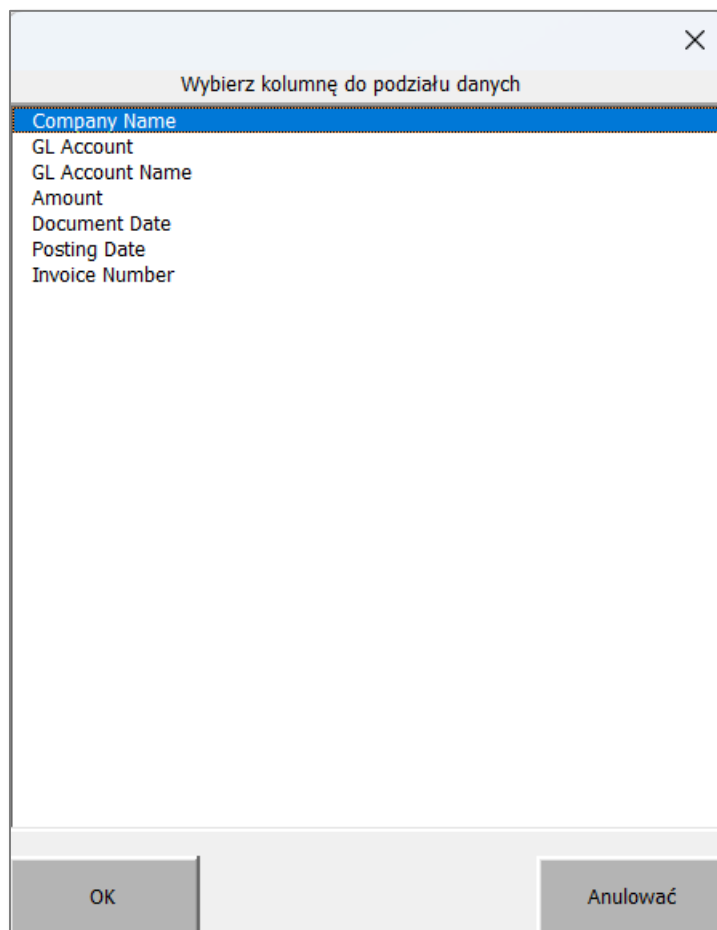 Wybierz kolumnę do podziału danych
Company Name
GL Account
GL Account Name
Amount
Document Date
Posting Date
Invoice Number
OK
Anulować